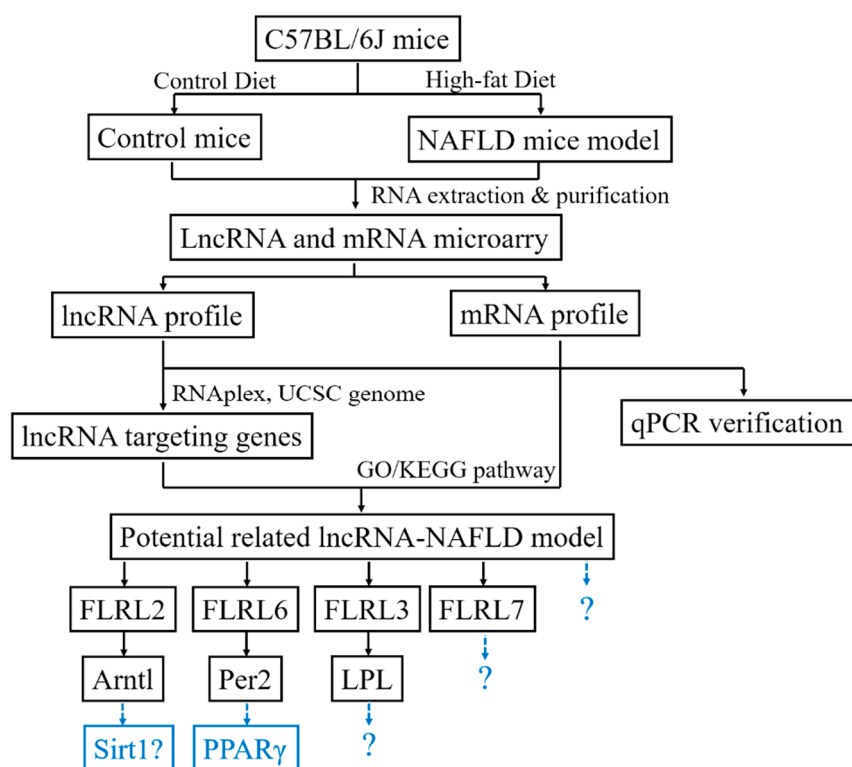 C57BL/6J mice
Control Diet
High-fat Diet
Control mice
NAFLD mice model
RNA extraction & purification
LncRNA and mRNA microarry
lncRNA profile
mRNA profile
RNAplex, UCSC genome
lncRNA targeting genes
qPCR verification
GO/KEGG pathway
Potential related lncRNA-NAFLD model
FLRL2
FLRL6
FLRL3
FLRL7
?
Arntl
Per2
LPL
?
Sirt1?
PPARγ
?